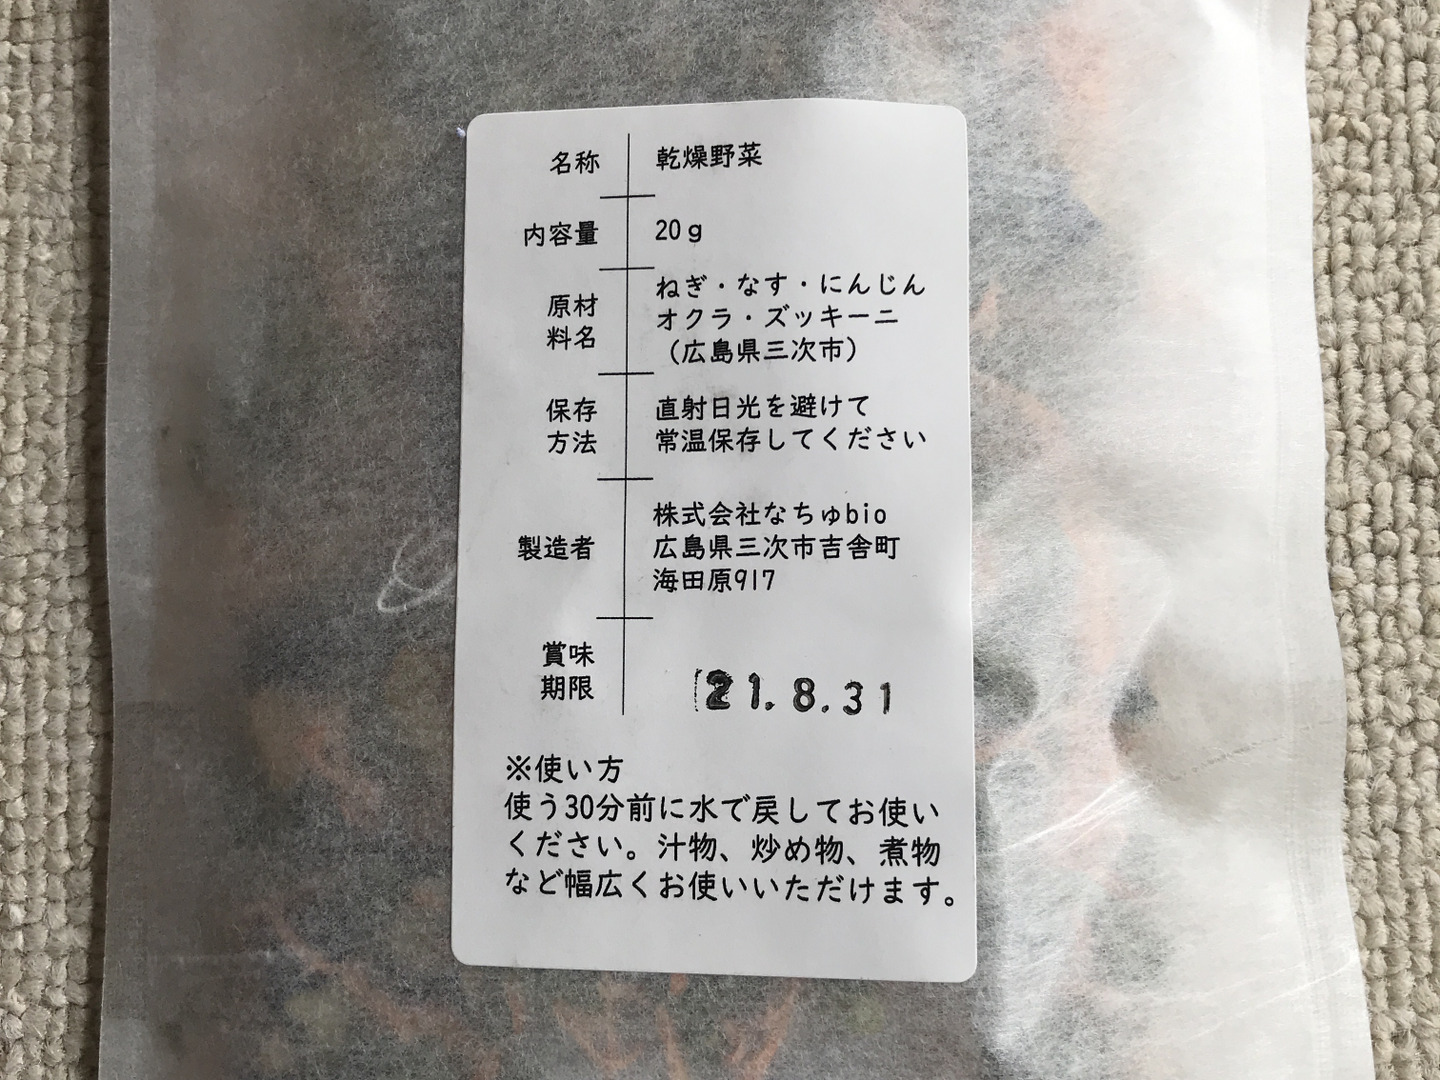 名称 乾燥野菜
内容量 20g
原材料名 ねぎ・なす・にんじん
オクラ・ズッキーニ
（広島県三次市）
保存方法 直射日光を避けて
常温保存してください
製造者 株式会社なちゅbio
広島県三次市吉舎町
海田原917
賞味期限 21.8.31
※使い方
使う30分前に水で戻してお使い
ください。汁物、炒め物、煮物
など幅広くお使いいただけます。